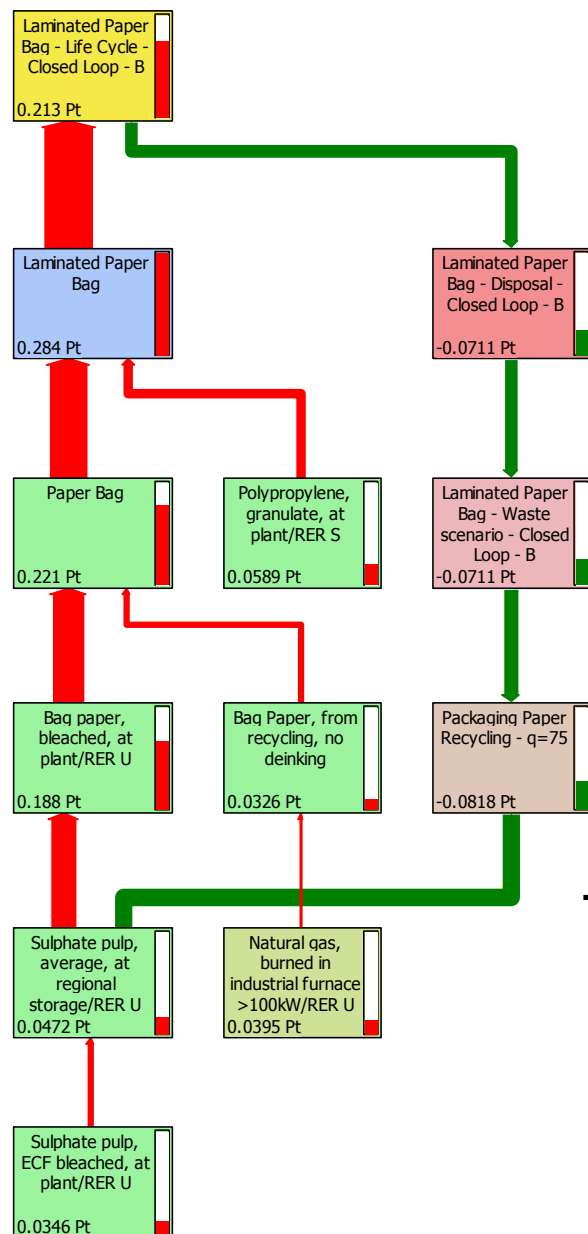 Laminated Paper
Bag - Life Cycle -
Closed Loop - B
0.213 Pt
Laminated Paper
Bag
0.284 Pt
Laminated Paper
Bag - Disposal -
Closed Loop - B
-0.0711 Pt
Paper Bag
0.221 Pt
Polypropylene,
granulate, at
plant/RER S
0.0589 Pt
Laminated Paper
Bag - Waste
scenario - Closed
Loop - B
-0.0711 Pt
Bag paper,
bleached, at
plant/RER U
0.188 Pt
Bag Paper, from
recycling, no
deinking
0.0326 Pt
Packaging Paper
Recycling - q=75
-0.0818 Pt
Sulphate pulp,
average, at
regional
storage/RER U
0.0472 Pt
Natural gas,
burned in
industrial furnace
>100kW/RER U
0.0395 Pt
Sulphate pulp,
ECF bleached, at
plant/RER U
0.0346 Pt